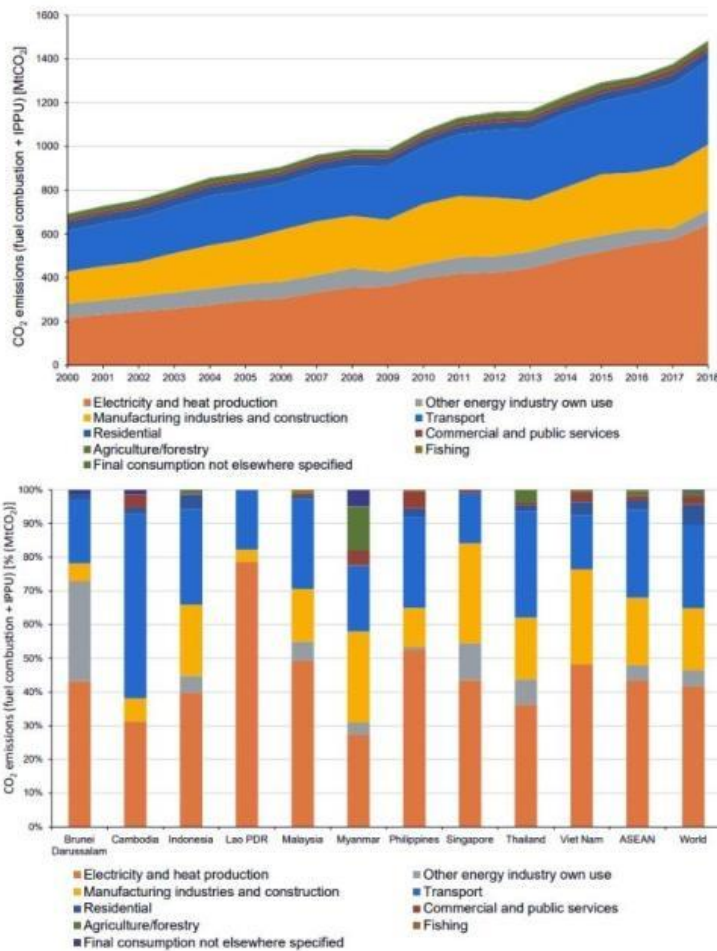 CO2 emissions (fuel combustion + IPPU) [MtCO2]
1600
1400
1200
1000
800
600
400
200
0
2000 2001 2002 2003 2004 2005 2006 2007 2008 2009 2010 2011 2012 2013 2014 2015 2016 2017 2018
Electricity and heat production Other energy industry own use
Manufacturing industries and construction Transport
Residential Commercial and public services
Agriculture/forestry Fishing
Final consumption not elsewhere specified
CO2 emissions (fuel combustion + IPPU) [% (MtCO2)]
100%
90%
80%
70%
60%
50%
40%
30%
20%
10%
0%
Brunei Cambodia Indonesia Lao PDR Malaysia Myanmar Philippines Singapore Thailand Viet Nam ASEAN World
Darussalam
Electricity and heat production Other energy industry own use
Manufacturing industries and construction Transport
Residential Commercial and public services
Agriculture/forestry Fishing
Final consumption not elsewhere specified